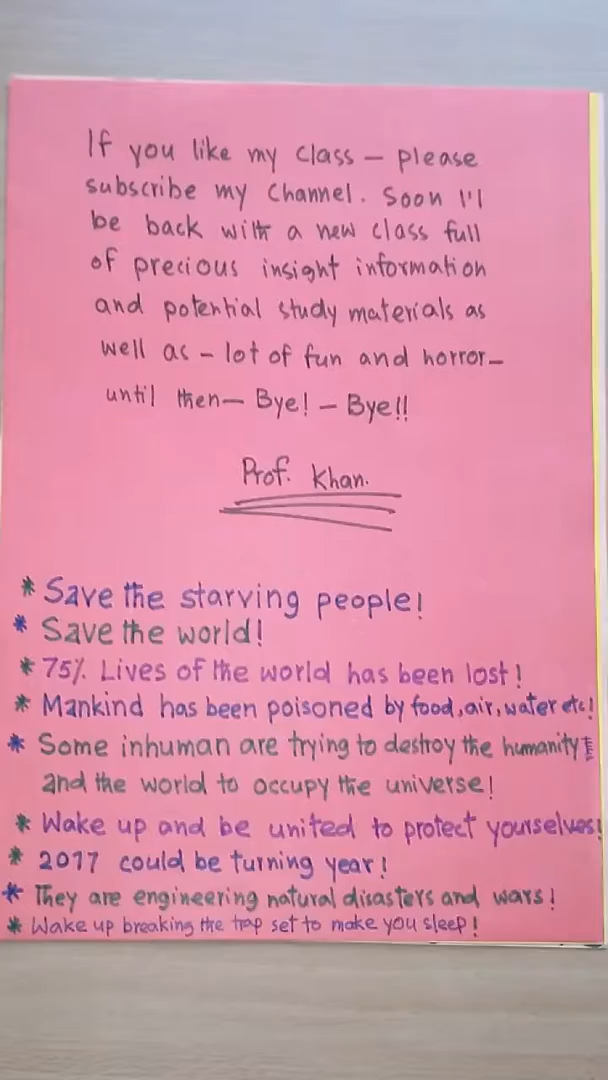 If you like my class – please
subscribe my Channel. Soon I'll
be back with a new class full
of precious insight information
and potential study materials as
well as – lot of fun and horror –
until then – Bye! – Bye!!
Prof. Khan.
* Save the starving people!
* Save the world!
* 75% Lives of the world has been lost!
* Mankind has been poisoned by food, air, water etc!
* Some inhuman are trying to destroy the humanity
and the world to occupy the universe!
* Wake up and be united to protect yourselves!
* 2017 could be turning year!
* They are engineering natural disasters and wars!
* Wake up breaking the trap set to make you sleep!